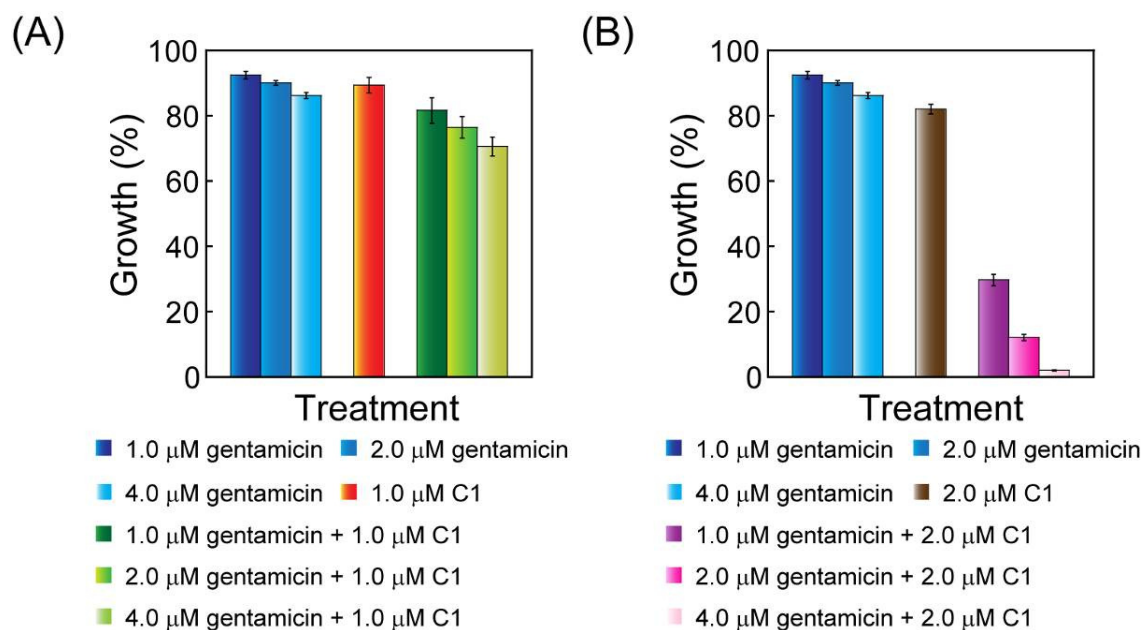 (A)
100
80
60
40
20
0
Growth (%)
Treatment
1.0 μM gentamicin
2.0 μM gentamicin
4.0 μM gentamicin
1.0 μM C1
1.0 μM gentamicin + 1.0 μM C1
2.0 μM gentamicin + 1.0 μM C1
4.0 μM gentamicin + 1.0 μM C1
(B)
100
80
60
40
20
0
Growth (%)
Treatment
1.0 μM gentamicin
2.0 μM gentamicin
4.0 μM gentamicin
2.0 μM C1
1.0 μM gentamicin + 2.0 μM C1
2.0 μM gentamicin + 2.0 μM C1
4.0 μM gentamicin + 2.0 μM C1